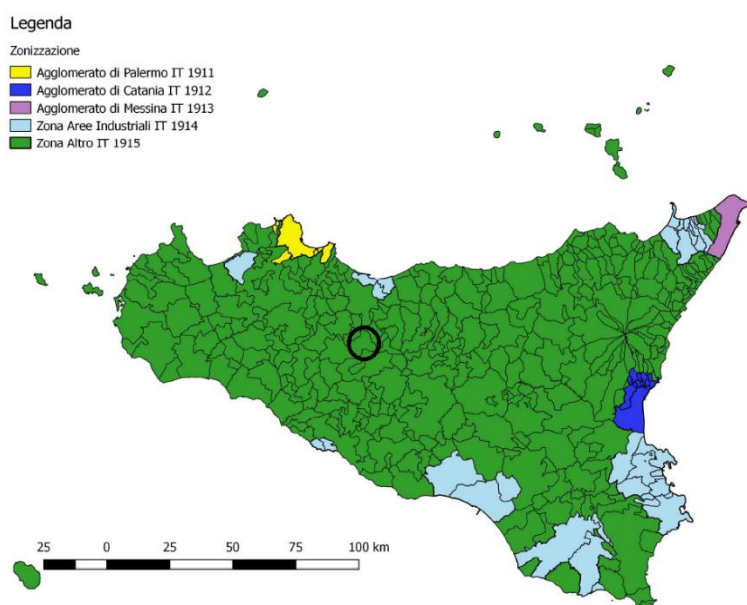 Legenda
Zonizzazione
Agglomerato di Palermo IT 1911
Agglomerato di Catania IT 1912
Agglomerato di Messina IT 1913
Zona Aree Industriali IT 1914
Zona Altro IT 1915
25 0 25 50 75 100 km